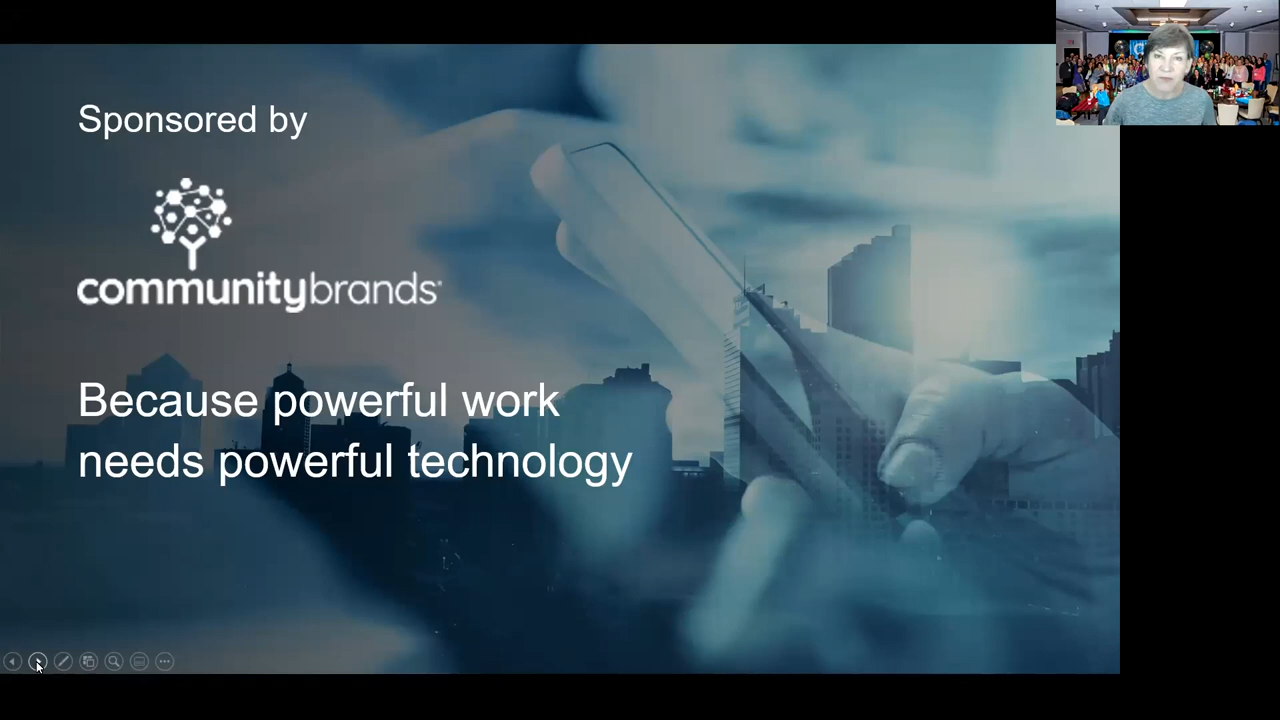 Sponsored by
communitybrands
Because powerful work
needs powerful technology